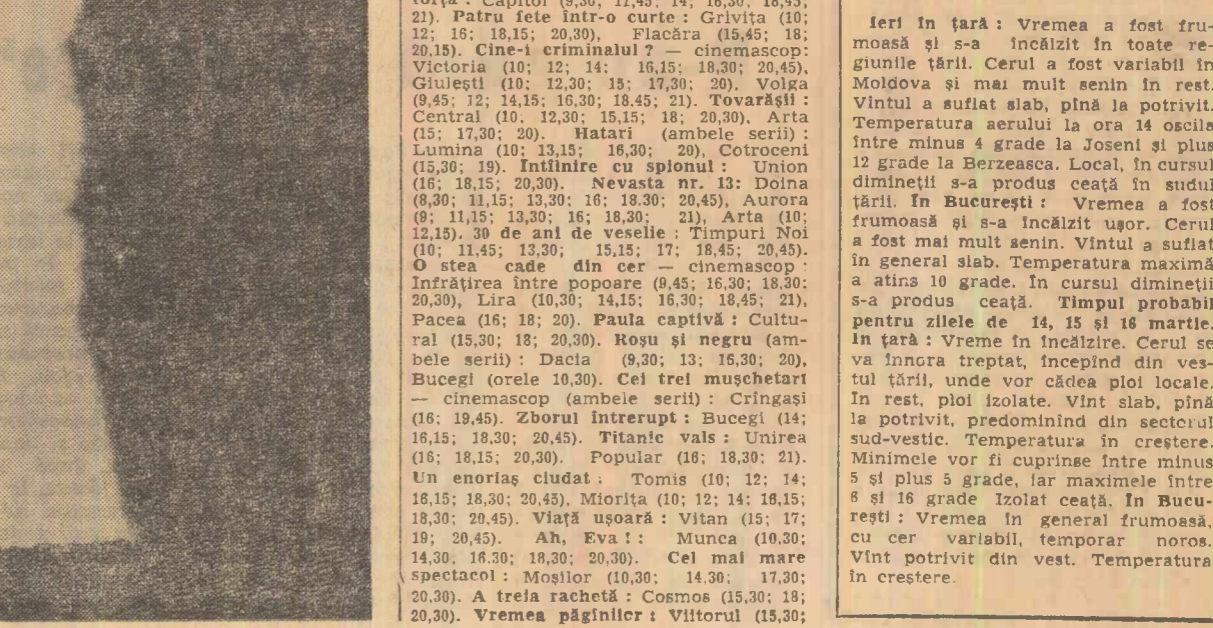 Capitol (9,30; 11,45; 14; 16,30; 18,45;
21). Patru fete într-o curte : Grivița (10;
12; 16; 18,15; 20,30), Flacăra (15,45; 18;
20,15). Cine-i criminalul ? — cinemascop:
Victoria (10; 12; 14; 16,15; 18,30; 20,45),
Giulești (10; 12,30; 15; 17,30; 20). Volga
(9,45; 12; 14,15; 16,30; 18.45; 21). Tovarășii :
Central (10. 12,30; 15,15; 18; 20,30). Arta
(15; 17,30; 20). Hatari (ambele serii) :
Lumina (10; 13,15; 16,30; 20), Cotroceni
(15,30; 19). Intîlnire cu spionul : Union
(16; 18,15; 20,30). Nevasta nr. 13: Doina
(8,30; 11,15; 13,30; 16; 18.30; 20,45), Aurora
(9; 11,15; 13,30; 16; 18,30; 21), Arta (10;
12,15). 30 de ani de veselie : Timpuri Noi
(10; 11,45; 13,30; 15,15; 17; 18,45; 20,45).
O stea cade din cer — cinemascop :
Infrățirea între popoare (9,45; 16,30; 18,30;
20,30), Lira (10,30; 14,15; 16,30; 18,45; 21),
Pacea (16; 18; 20). Paula captivă : Cultu-
ral (15,30; 18; 20,30). Roșu și negru (am-
bele serii) : Dacia (9,30; 13; 16,30; 20),
Bucegi (orele 10,30). Cei trei mușchetari
— cinemascop (ambele serii) : Crîngași
(16; 19,45). Zborul întrerupt : Bucegi (14;
16,15; 18,30; 20,45). Titanic vals : Unirea
(16; 18,15; 20,30). Popular (16; 18,30; 21).
Un enoriaș ciudat : Tomis (10; 12; 14;
16,15; 18,30; 20,45), Miorița (10; 12; 14; 16,15;
18,30; 20,45). Viață ușoară : Vitan (15; 17;
19; 20,45). Ah, Eva ! : Munca (10,30;
14,30. 16.30; 18,30; 20,30). Cel mai mare
spectacol : Moșilor (10,30; 14,30; 17,30;
20,30). A treia rachetă : Cosmos (15,30; 18;
20,30). Vremea păgînilor : Viitorul (15,30;
Ieri în țară : Vremea a fost fru-
moasă și s-a încălzit în toate re-
giunile țării. Cerul a fost variabil în
Moldova și mai mult senin în rest.
Vîntul a suflat slab, pînă la potrivit.
Temperatura aerului la ora 14 oscila
între minus 4 grade la Joseni și plus
12 grade la Berzeasca. Local, în cursul
dimineții s-a produs ceață în sudul
țării. In București : Vremea a fost
frumoasă și s-a încălzit ușor. Cerul
a fost mai mult senin. Vîntul a suflat
în general slab. Temperatura maximă
a atins 10 grade. In cursul dimineții
s-a produs ceață. Timpul probabil
pentru zilele de 14, 15 și 16 martie.
In țară : Vreme în încălzire. Cerul se
va înnora treptat, începînd din ves-
tul țării, unde vor cădea ploi locale.
In rest, ploi izolate. Vînt slab, pînă
la potrivit, predominînd din sectorul
sud-vestic. Temperatura în creștere.
Minimele vor fi cuprinse între minus
5 și plus 5 grade, iar maximele între
6 și 16 grade Izolat ceață. In Bucu-
rești : Vremea în general frumoasă,
cu cer variabil, temporar noros.
Vînt potrivit din vest. Temperatura
în creștere.